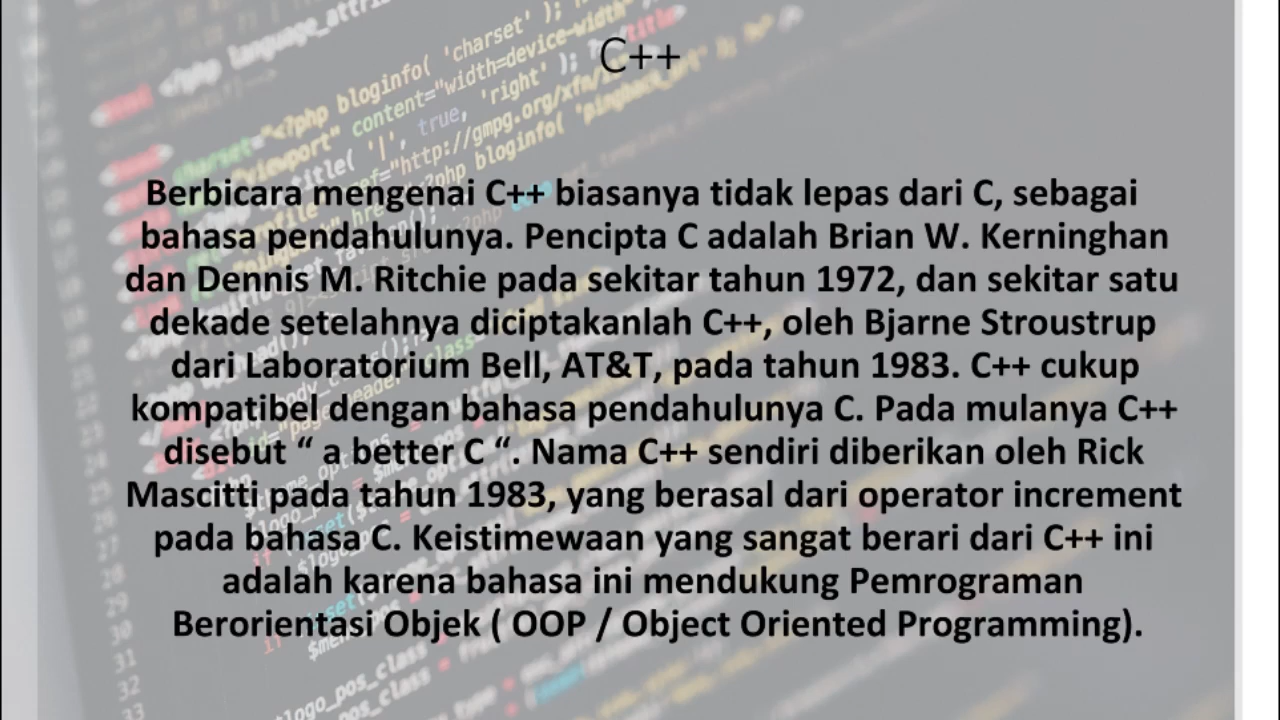 C++
Berbicara mengenai C++ biasanya tidak lepas dari C, sebagai
bahasa pendahulunya. Pencipta C adalah Brian W. Kerninghan
dan Dennis M. Ritchie pada sekitar tahun 1972, dan sekitar satu
dekade setelahnya diciptakanlah C++, oleh Bjarne Stroustrup
dari Laboratorium Bell, AT&T, pada tahun 1983. C++ cukup
kompatibel dengan bahasa pendahulunya C. Pada mulanya C++
disebut “ a better C “. Nama C++ sendiri diberikan oleh Rick
Mascitti pada tahun 1983, yang berasal dari operator increment
pada bahasa C. Keistimewaan yang sangat berari dari C++ ini
adalah karena bahasa ini mendukung Pemrograman
Berorientasi Objek ( OOP / Object Oriented Programming).